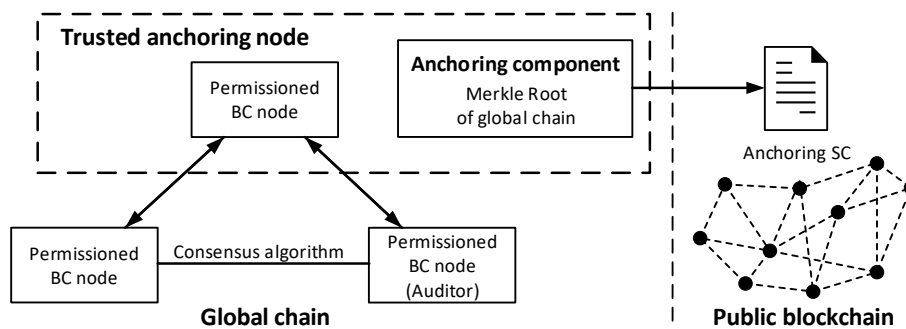 Trusted anchoring node
Permissioned
BC node
Anchoring component
Merkle Root
of global chain
Anchoring SC
Permissioned
BC node
Consensus algorithm
Permissioned
BC node
(Auditor)
Global chain
Public blockchain